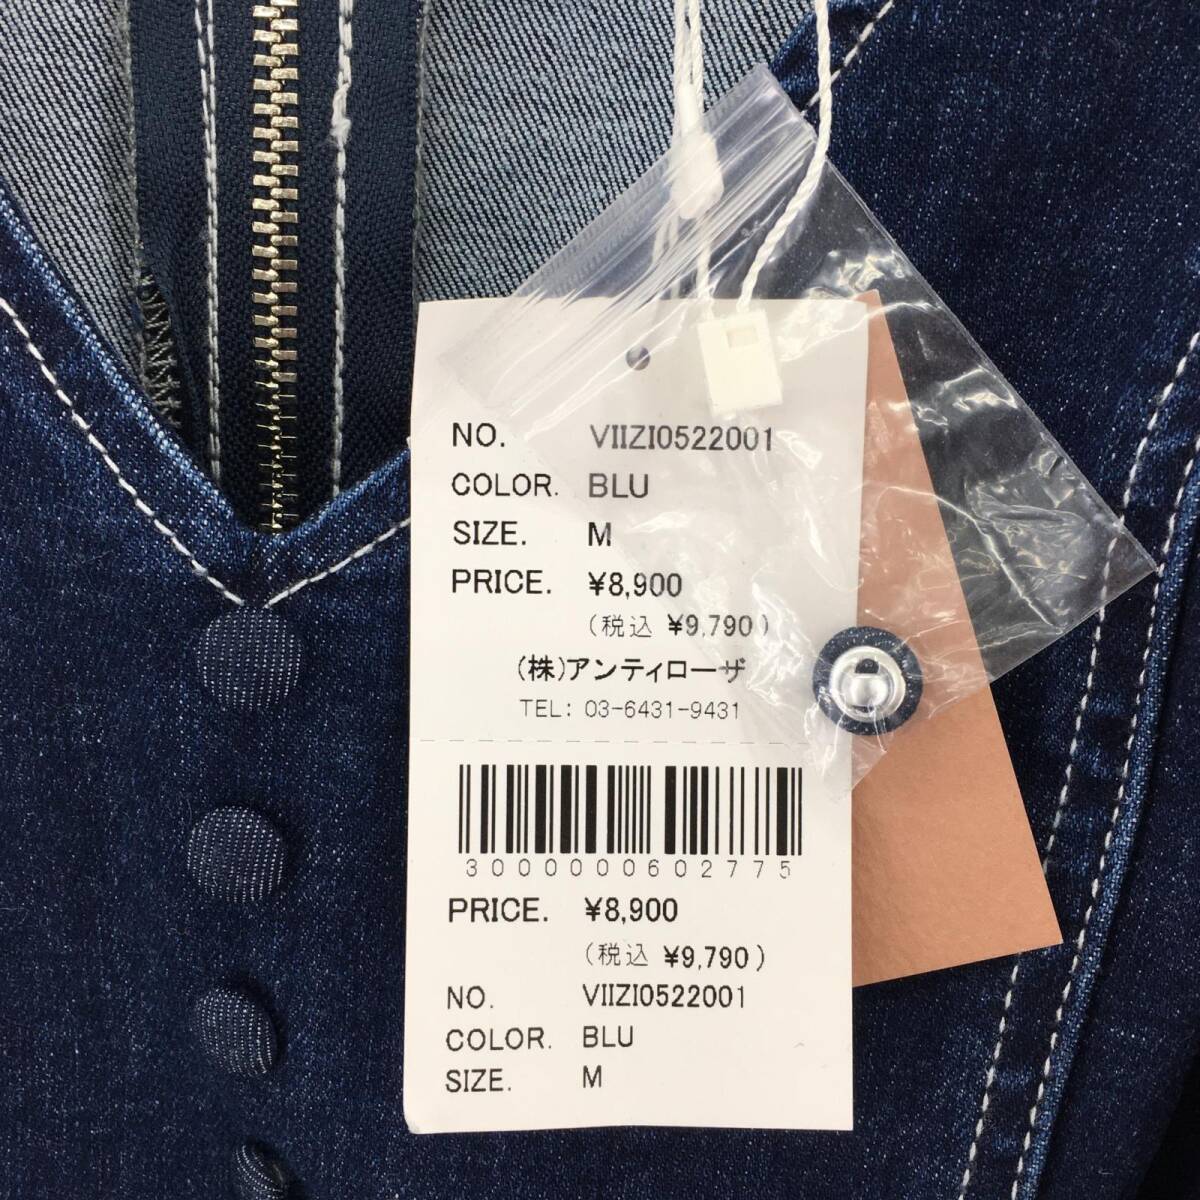 NO. VIIZI0522001
COLOR. BLU
SIZE. M
PRICE. ¥8,900
(税込 ¥9,790)
(株)アンティローザ
TEL: 03-6431-9431
3000000602775
PRICE. ¥8,900
(税込 ¥9,790)
NO. VIIZI0522001
COLOR. BLU
SIZE. M